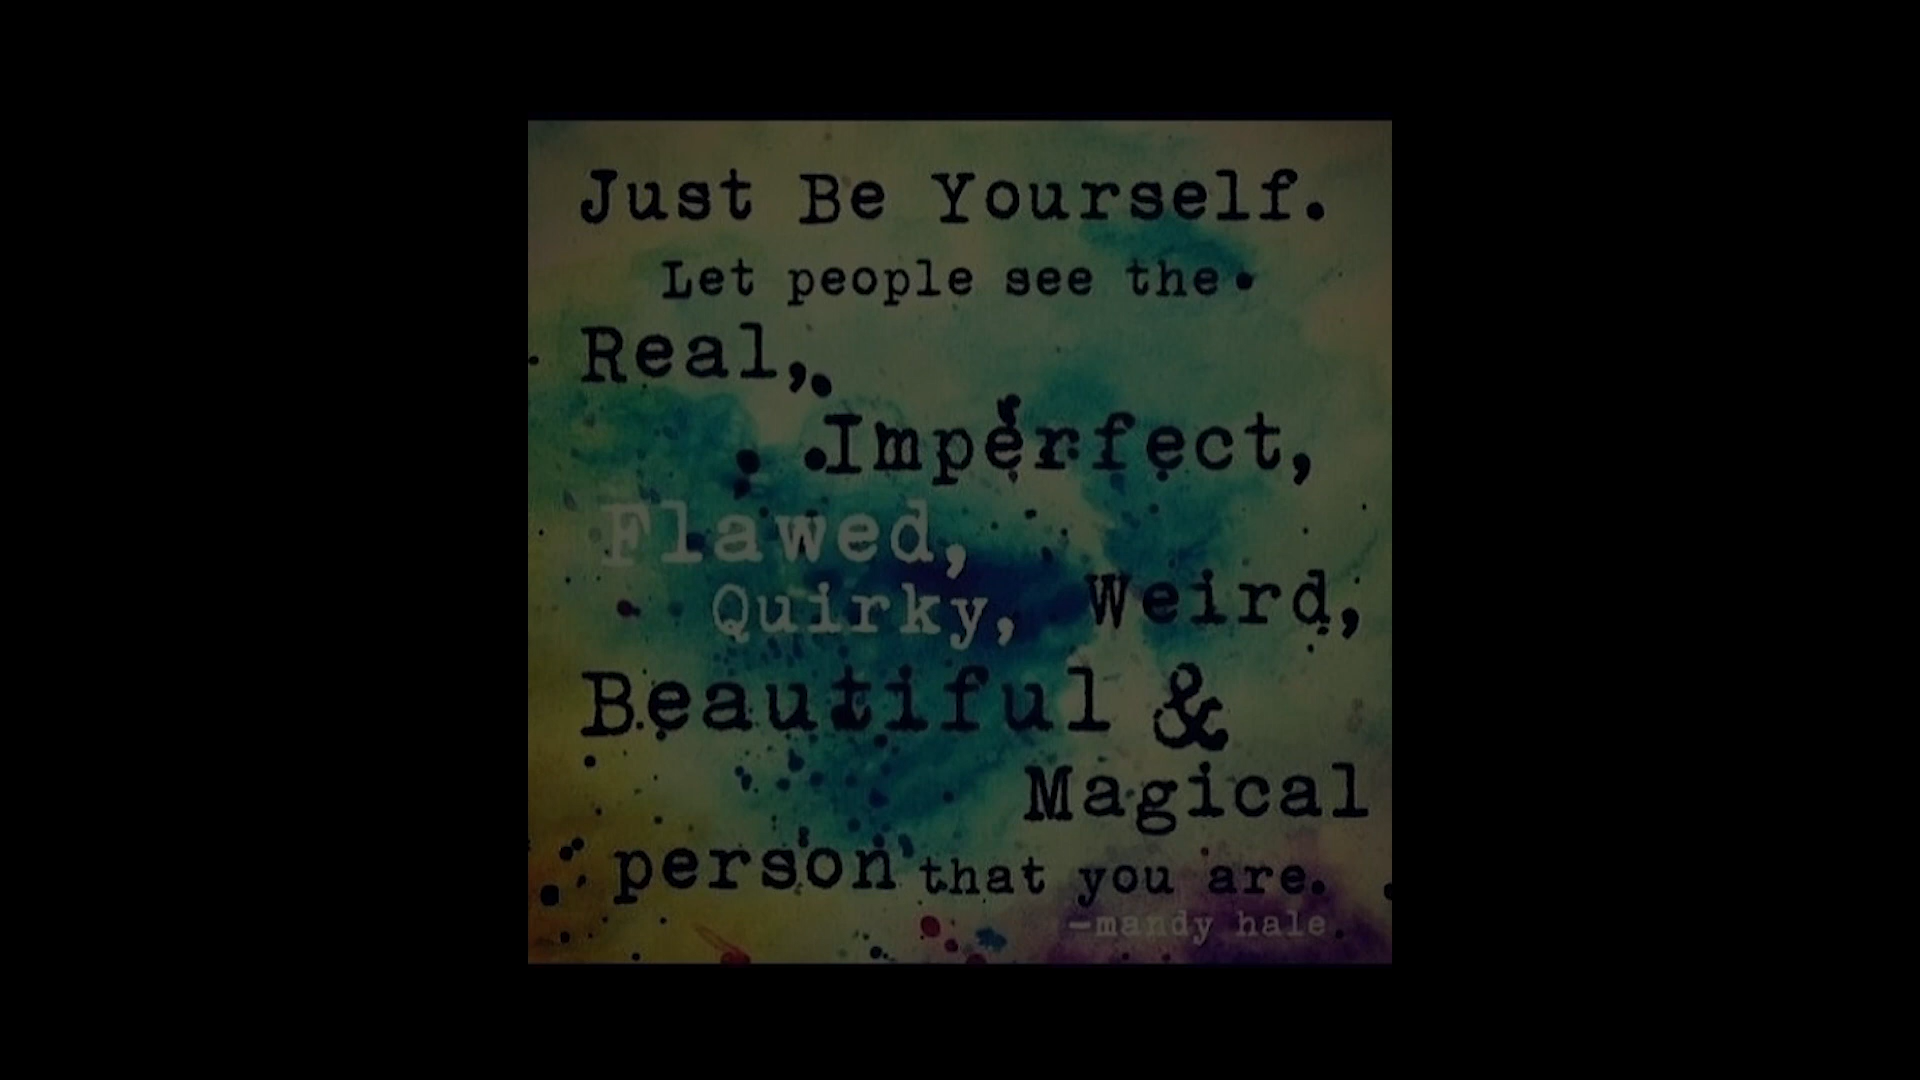 Just Be Yourself.
Let people see the
Real,
Imperfect,
Flawed,
Quirky, Weird,
Beautiful &
Magical
person that you are.
-mandy hale